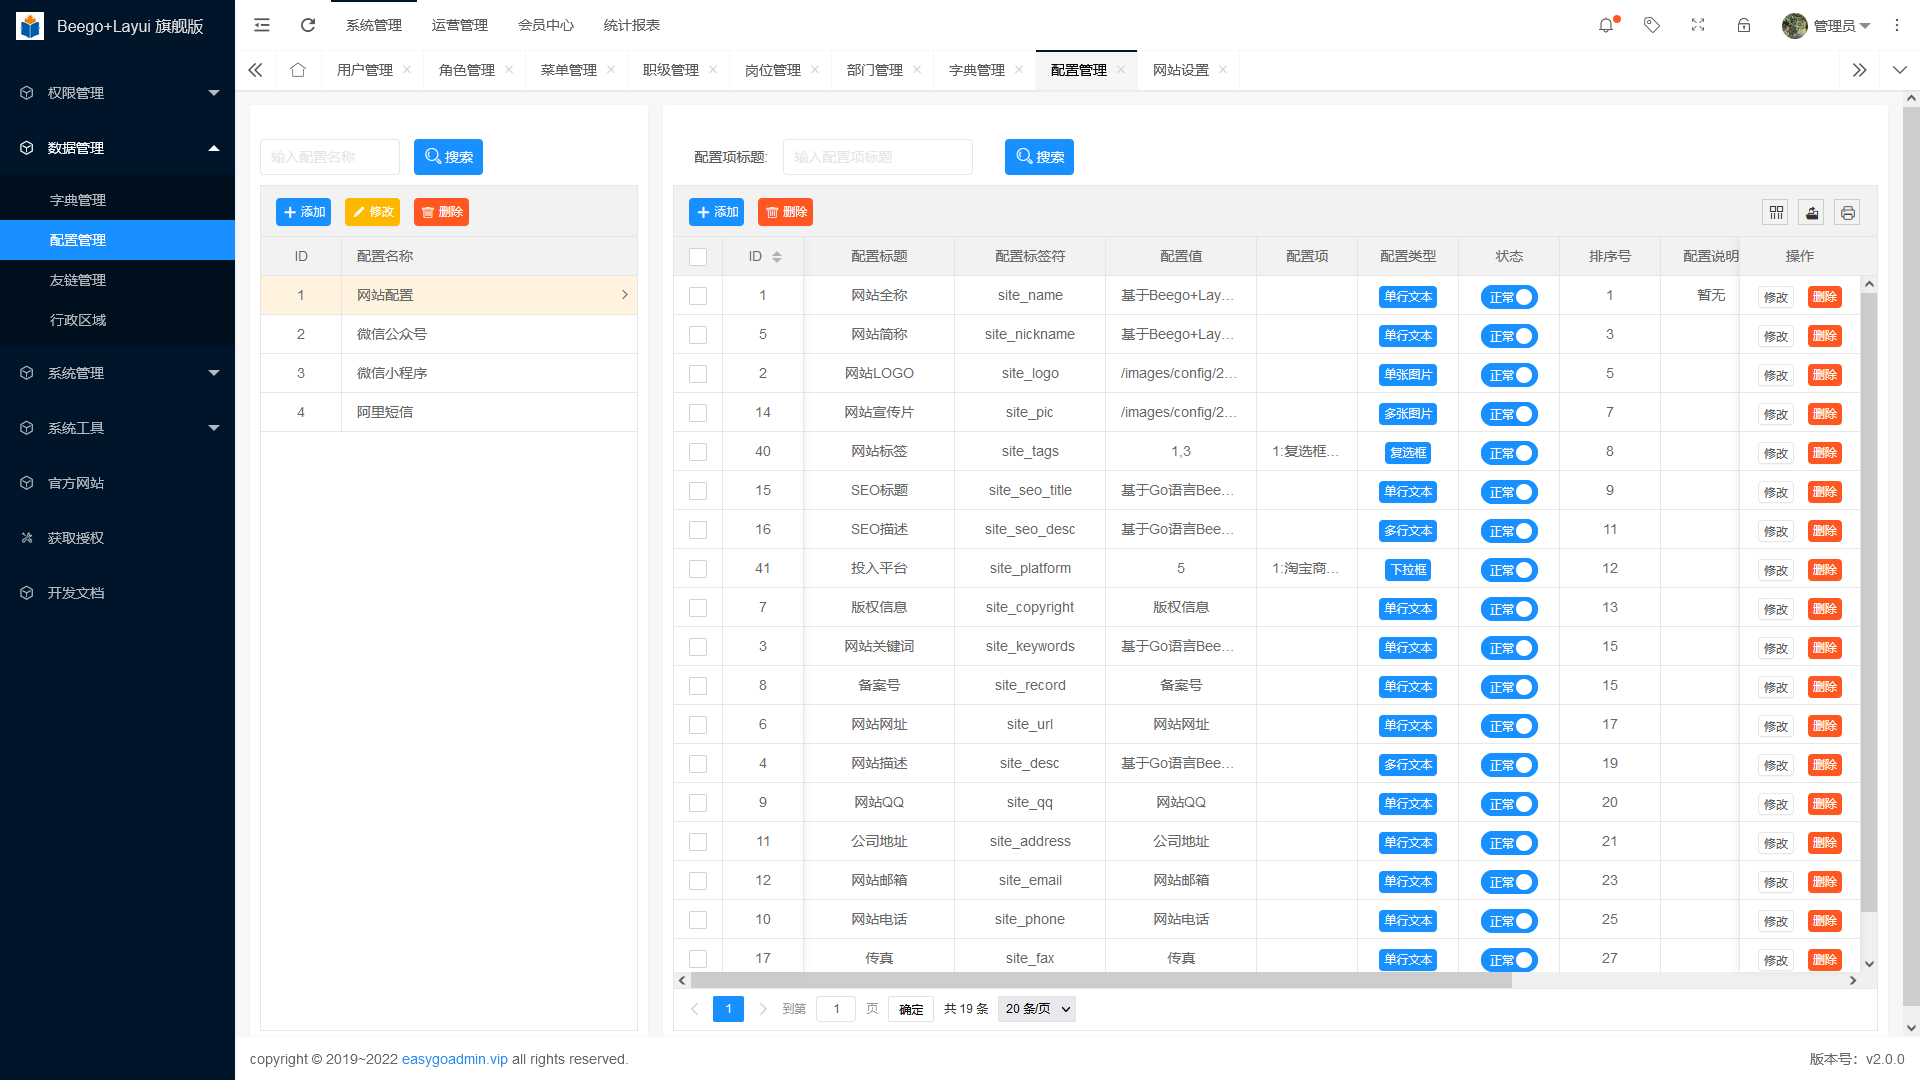 Beego+Layui 旗舰版
系统管理 运营管理 会员中心 统计报表 管理员
用户管理 角色管理 菜单管理 职级管理 岗位管理 部门管理 字典管理 配置管理 网站设置
权限管理
数据管理
字典管理
配置管理
友链管理
行政区域
系统管理
系统工具
官方网站
获取授权
开发文档
输入配置名称 搜索
添加 修改 删除
ID 配置名称
1 网站配置
2 微信公众号
3 微信小程序
4 阿里短信
配置项标题: 输入配置项标题 搜索
添加 删除
ID 配置标题 配置标签符 配置值 配置项 配置类型 状态 排序号 配置说明 操作
1 网站全称 site_name 基于Beego+Layu... 单行文本 正常 1 暂无 修改 删除
5 网站简称 site_nickname 基于Beego+Lay... 单行文本 正常 3 修改 删除
2 网站LOGO site_logo /images/config/2... 单张图片 正常 5 修改 删除
14 网站宣传片 site_pic /images/config/2... 多张图片 正常 7 修改 删除
40 网站标签 site_tags 1,3 1:复选框... 复选框 正常 8 修改 删除
15 SEO标题 site_seo_title 基于Go语言Bee... 单行文本 正常 9 修改 删除
16 SEO描述 site_seo_desc 基于Go语言Bee... 多行文本 正常 11 修改 删除
41 投入平台 site_platform 5 1:淘宝商... 下拉框 正常 12 修改 删除
7 版权信息 site_copyright 版权信息 单行文本 正常 13 修改 删除
3 网站关键词 site_keywords 基于Go语言Bee... 单行文本 正常 15 修改 删除
8 备案号 site_record 备案号 单行文本 正常 15 修改 删除
6 网站网址 site_url 网站网址 单行文本 正常 17 修改 删除
4 网站描述 site_desc 基于Go语言Bee... 多行文本 正常 19 修改 删除
9 网站QQ site_qq 网站QQ 单行文本 正常 20 修改 删除
11 公司地址 site_address 公司地址 单行文本 正常 21 修改 删除
12 网站邮箱 site_email 网站邮箱 单行文本 正常 23 修改 删除
10 网站电话 site_phone 网站电话 单行文本 正常 25 修改 删除
17 传真 site_fax 传真 单行文本 正常 27 修改 删除
1 到第 1 页 确定 共 19 条 20 条/页
copyright © 2019~2022 easygoadmin.vip all rights reserved. 版本号：v2.0.0